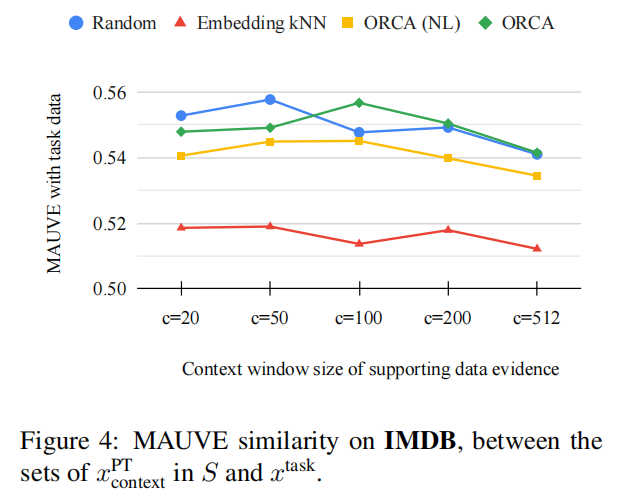 Random Embedding kNN ORCA (NL) ORCA
MAUVE with task data
0.56
0.54
0.52
0.50
c=20 c=50 c=100 c=200 c=512
Context window size of supporting data evidence
Figure 4: MAUVE similarity on IMDB, between the
sets of x^PT_context in S and x^task.